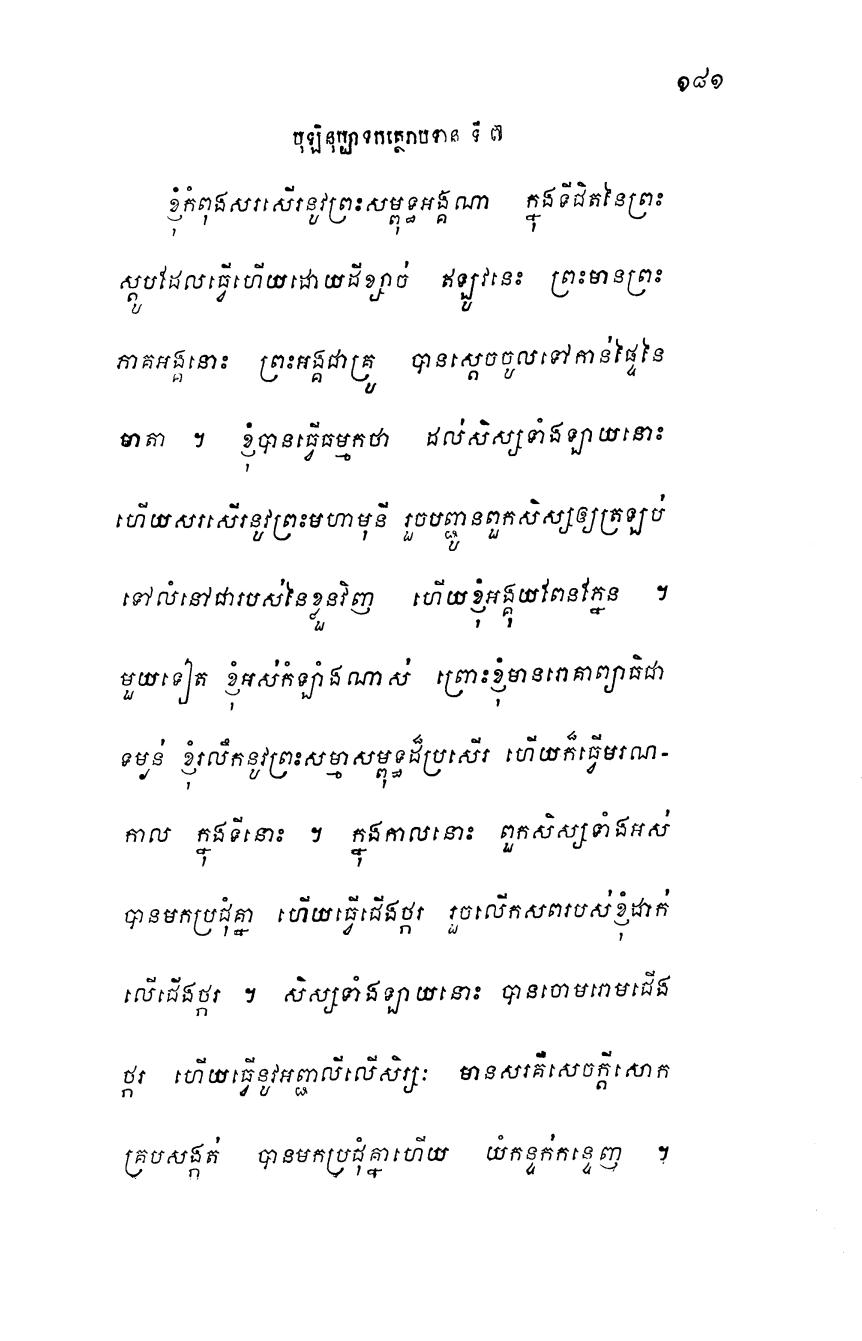 ១៨១
បុឡិនុប្បាទកត្ថេរាបទាន ទី ៧
ខ្ញុំកំពុងសរសើរនូវព្រះសម្ពុទ្ធអង្គណា ក្នុងទីជិតនៃព្រះ
ស្តូបដែលធ្វើហើយដោយដីខ្សាច់ ឥឡូវនេះ ព្រះមានព្រះ
ភាគអង្គនោះ ព្រះអង្គជាគ្រូ បានស្តេចចូលទៅកាន់ផ្ទៃនៃ
មាតា ។ ខ្ញុំបានធ្វើធម្មកថា ដល់សិស្សទាំងឡាយនោះ
ហើយសរសើរនូវព្រះមហាមុនី រួចបញ្ជូនពួកសិស្សឲ្យត្រឡប់
ទៅលំនៅជារបស់នៃខ្លួនវិញ ហើយខ្ញុំអង្គុយពែនភ្នែន ។
មួយទៀត ខ្ញុំអស់កំឡាំងណាស់ ព្រោះខ្ញុំមានរោគាព្យាធិជា
ទម្ងន់ ខ្ញុំរលឹកនូវព្រះសម្មាសម្ពុទ្ធដ៏ប្រសើរ ហើយក៏ធ្វើមរណ-
កាល ក្នុងទីនោះ ។ ក្នុងកាលនោះ ពួកសិស្សទាំងអស់
បានមកប្រជុំគ្នា ហើយធ្វើជើងថ្ករ រួចលើកសពរបស់ខ្ញុំដាក់
លើជើងថ្ករ ។ សិស្សទាំងឡាយនោះ បានចោមរោមជើង
ថ្ករ ហើយធ្វើនូវអញ្ជាលីលើសិរ្សៈ មានសរគឺសេចក្តីសោក
គ្របសង្កត់ បានមកប្រជុំគ្នាហើយ យំកន្ទក់កន្ទេញ ។